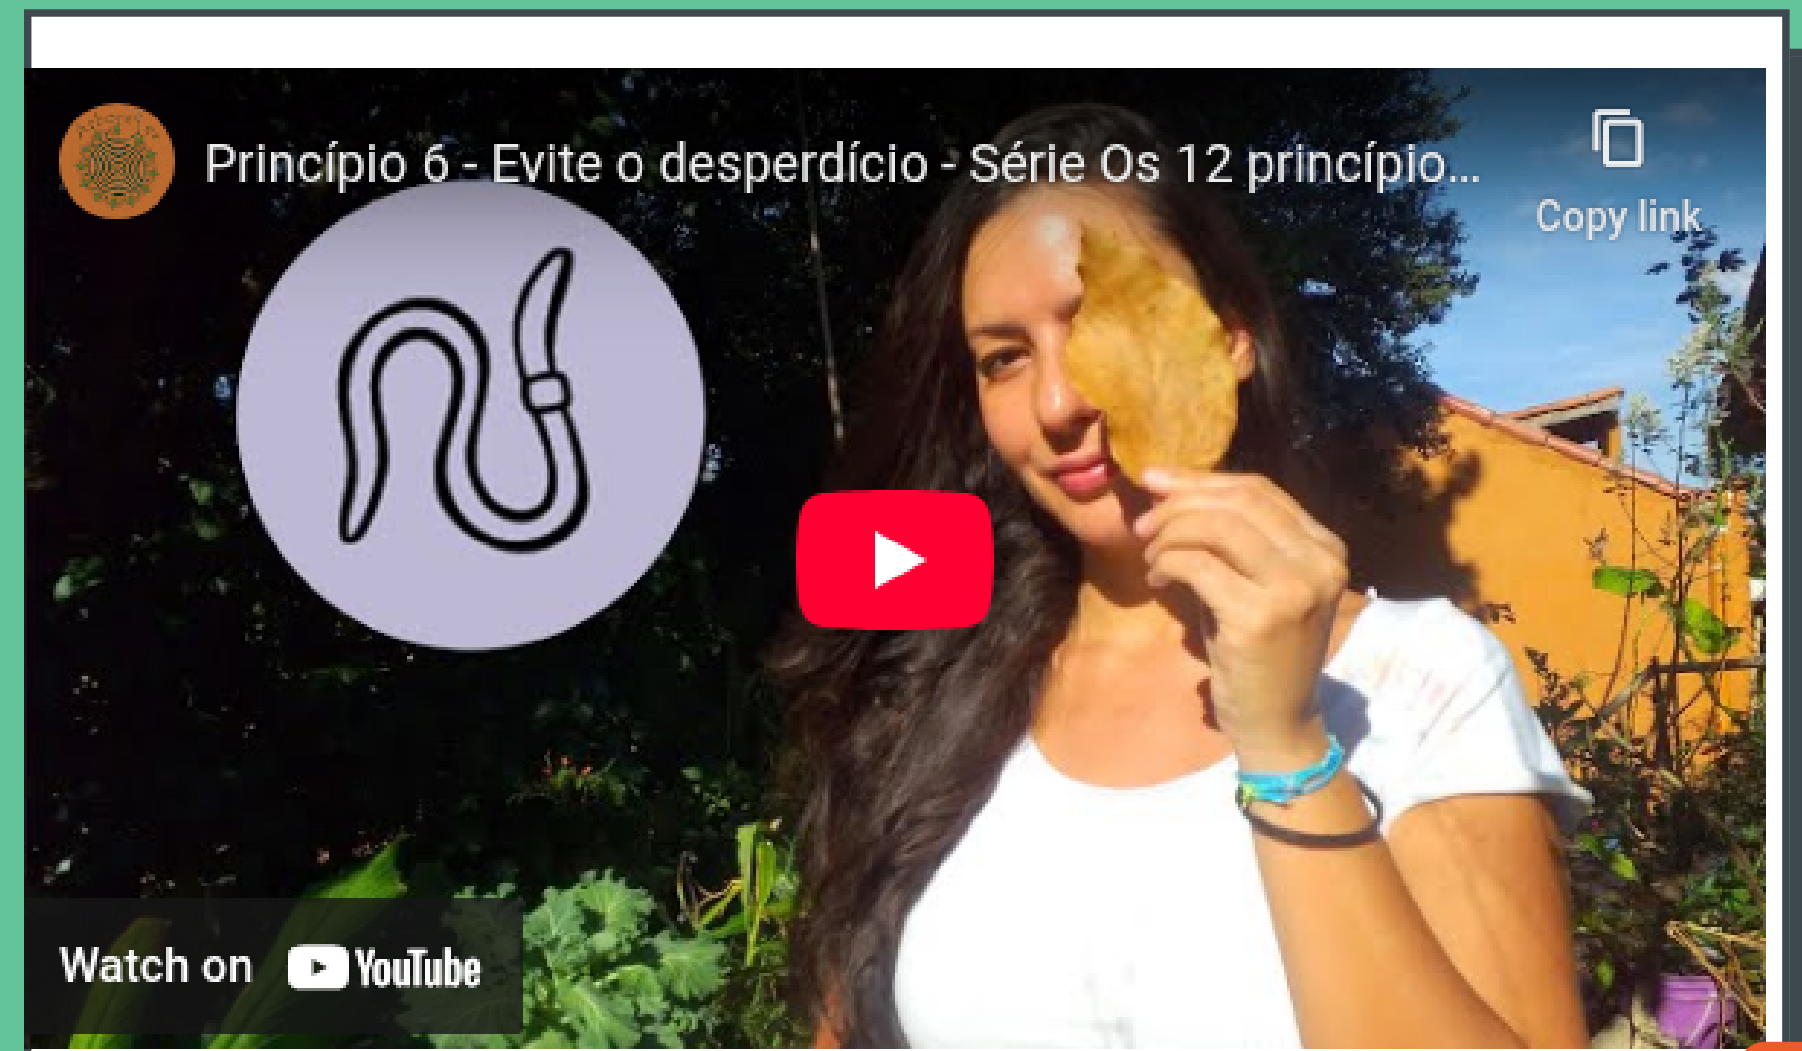 Princípio 6 - Evite o desperdício - Série Os 12 princípio...
Copy link
Watch on YouTube